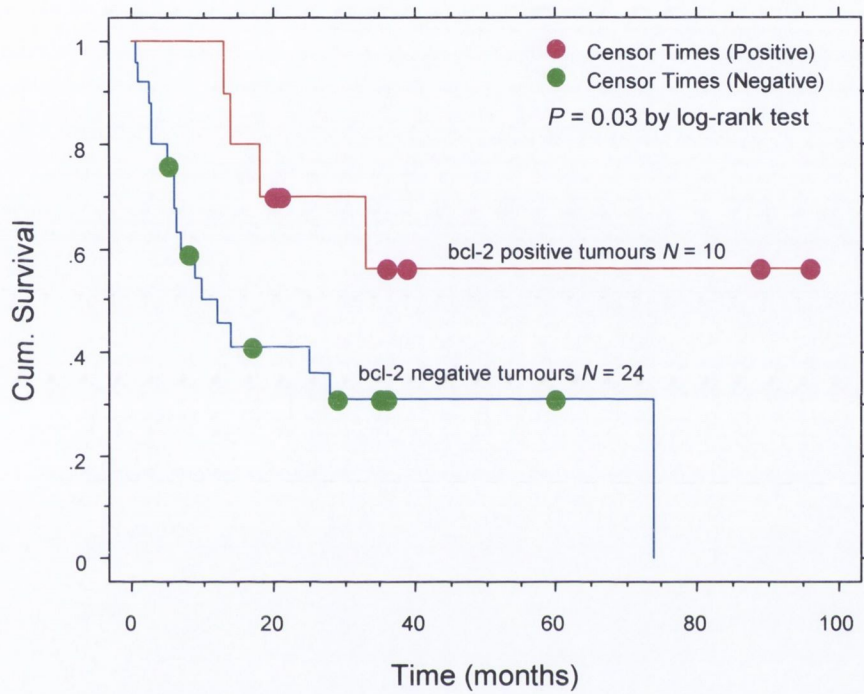 1
.8
.6
.4
.2
0
Cum. Survival
Censor Times (Positive)
Censor Times (Negative)
P = 0.03 by log-rank test
bcl-2 positive tumours N = 10
bcl-2 negative tumours N = 24
0 20 40 60 80 100
Time (months)